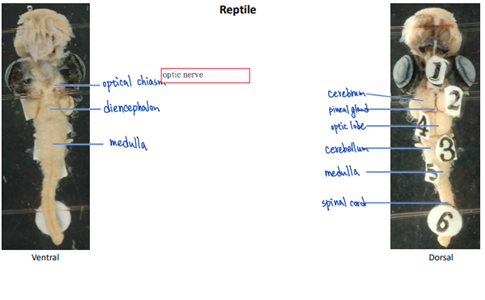 Reptile
optical chiasm
optic nerve
diencephalon
medulla
cerebrum
pineal gland
optic lobe
cerebellum
medulla
spinal cord
1
2
4
3
5
6
Ventral
Dorsal